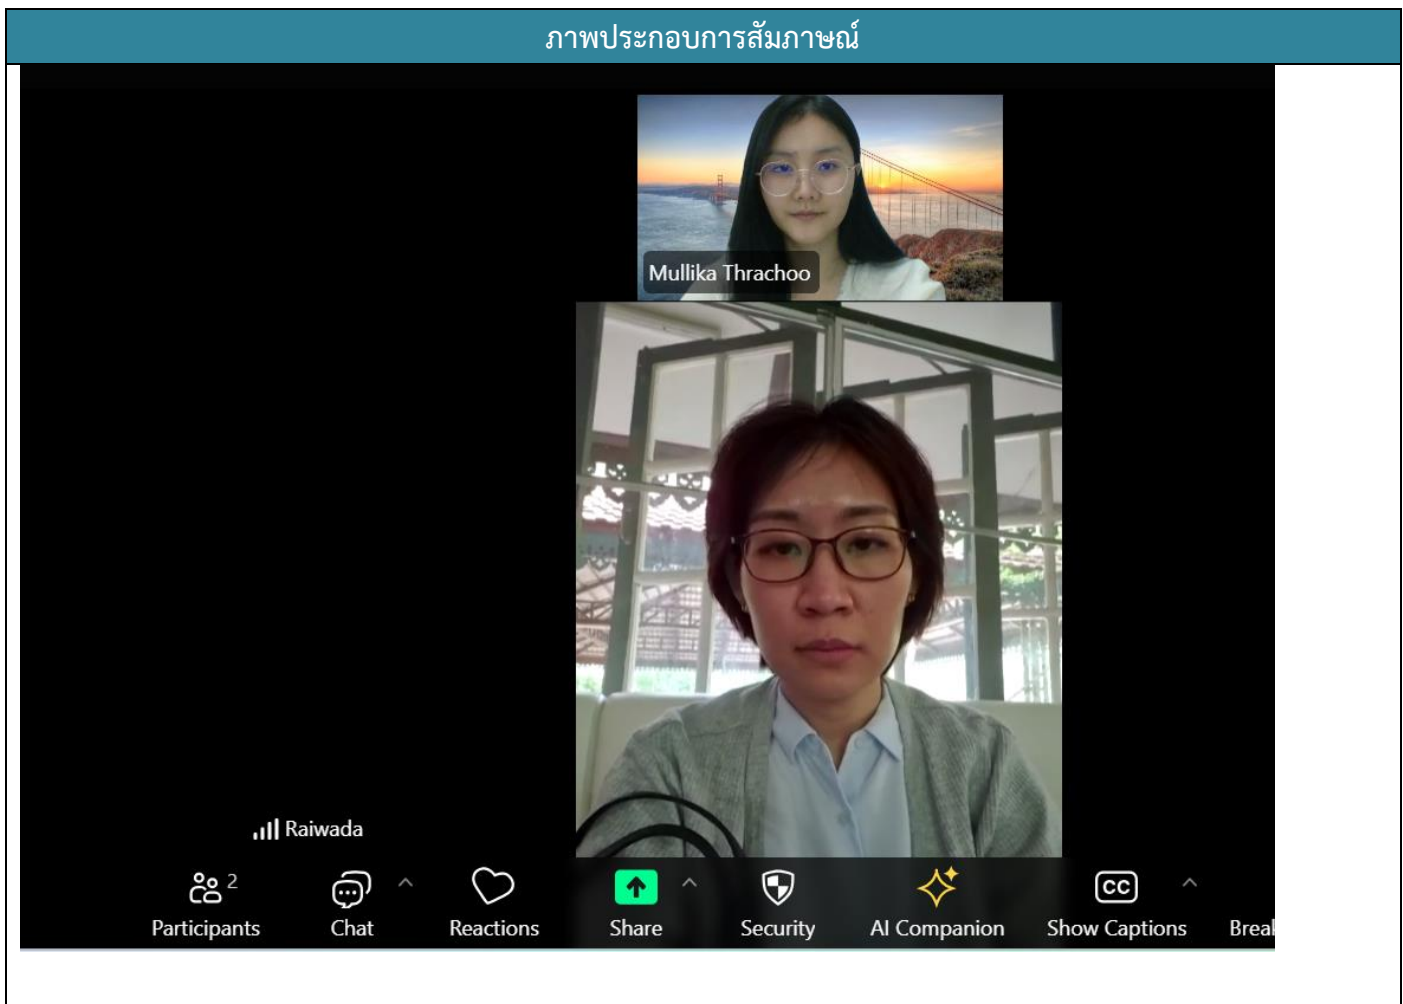 ภาพประกอบการสัมภาษณ์
Mullika Thrachoo
Raiwada
2
Participants
Chat
Reactions
Share
Security
AI Companion
CC
Show Captions
Break